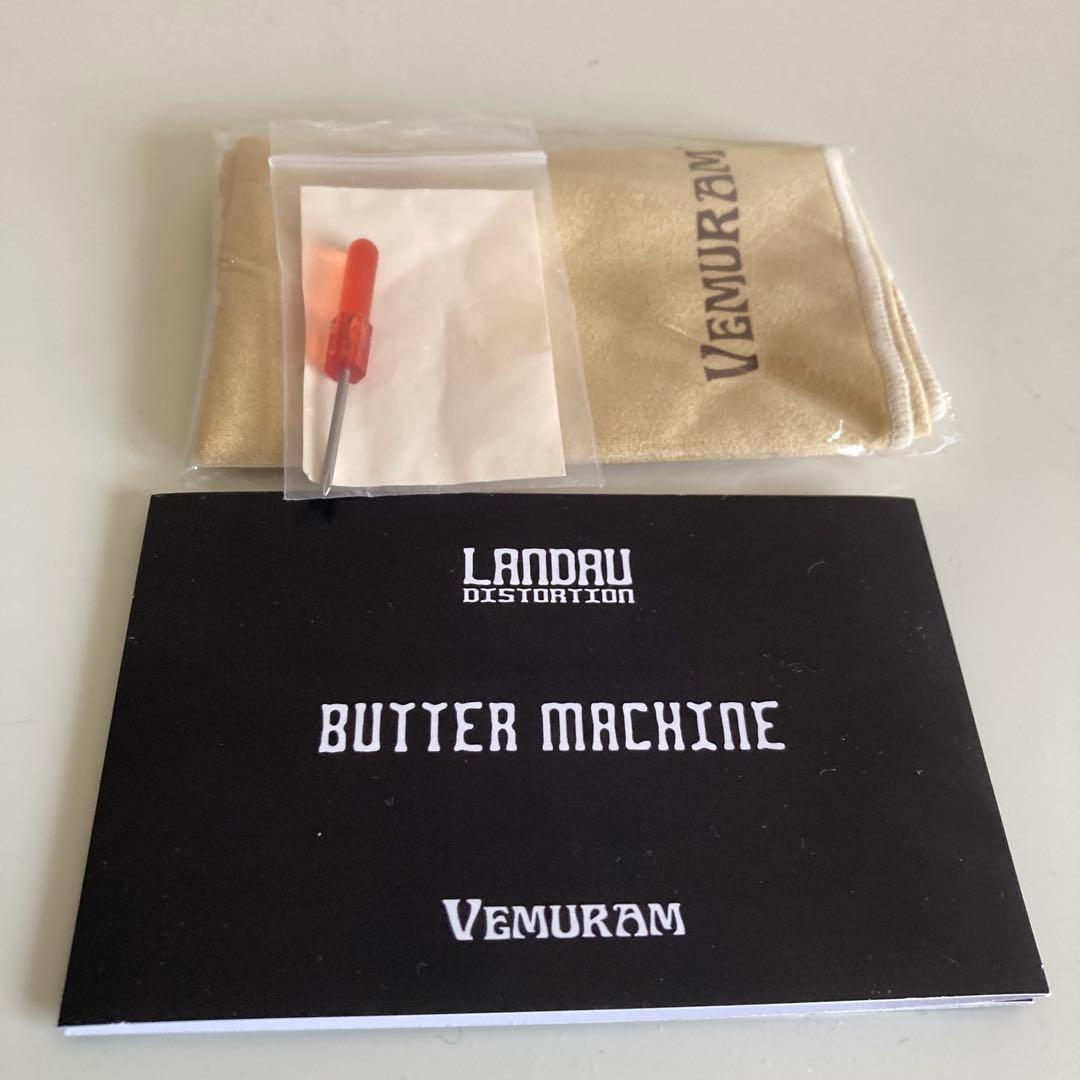 VEMURAM
LANDAU
DISTORTION
BUTTER MACHINE
VEMURAM